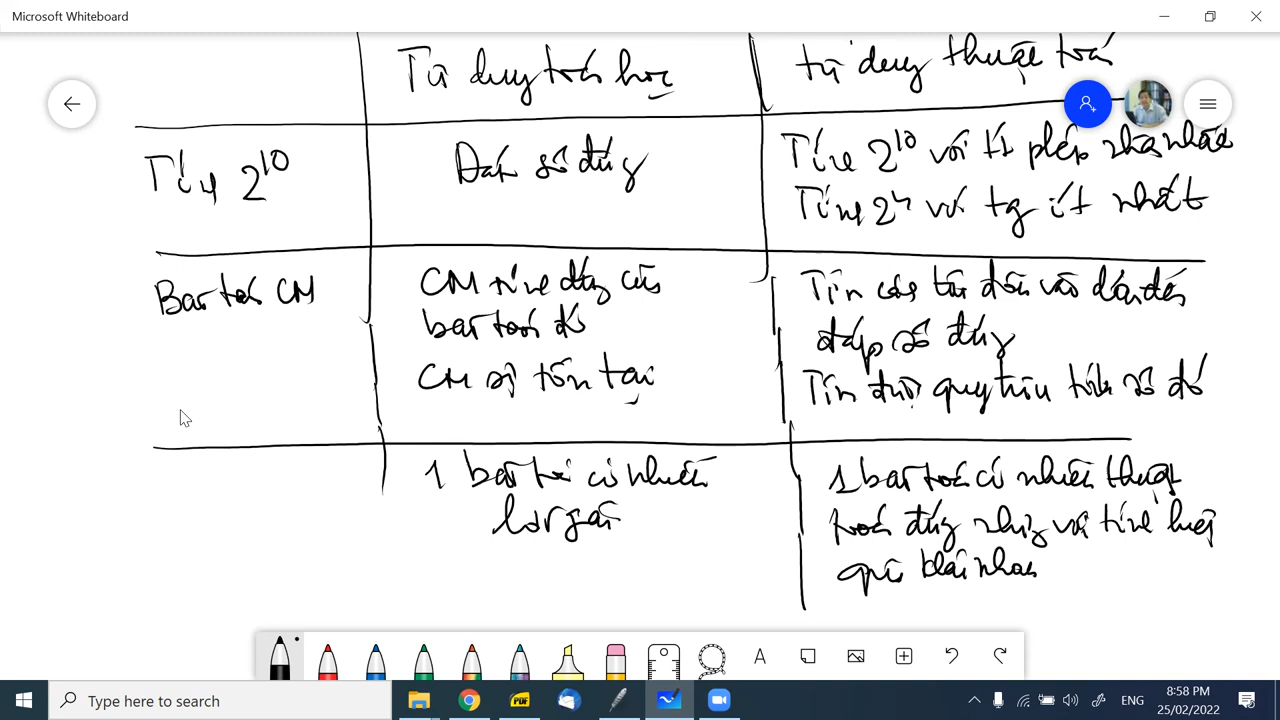 Microsoft Whiteboard
Tư duy toán học
tư duy thuật toán
Tính 2^10
Đáp số đúng
Tính 2^10 với ít phép nhân nhất
Tính 2^n với tg ít nhất
Bài toán CM
CM tính đúng của
bài toán đó
CM sự tồn tại
Tìm các biến đổi dẫn đến
đáp số đúng
Tìm được quy trình tính số đó
1 bài toán có nhiều
lời giải
1 bài toán có nhiều thuật
toán đúng nhưng với tính hiệu
quả khác nhau
A
PDF
Type here to search
ENG
8:58 PM
25/02/2022